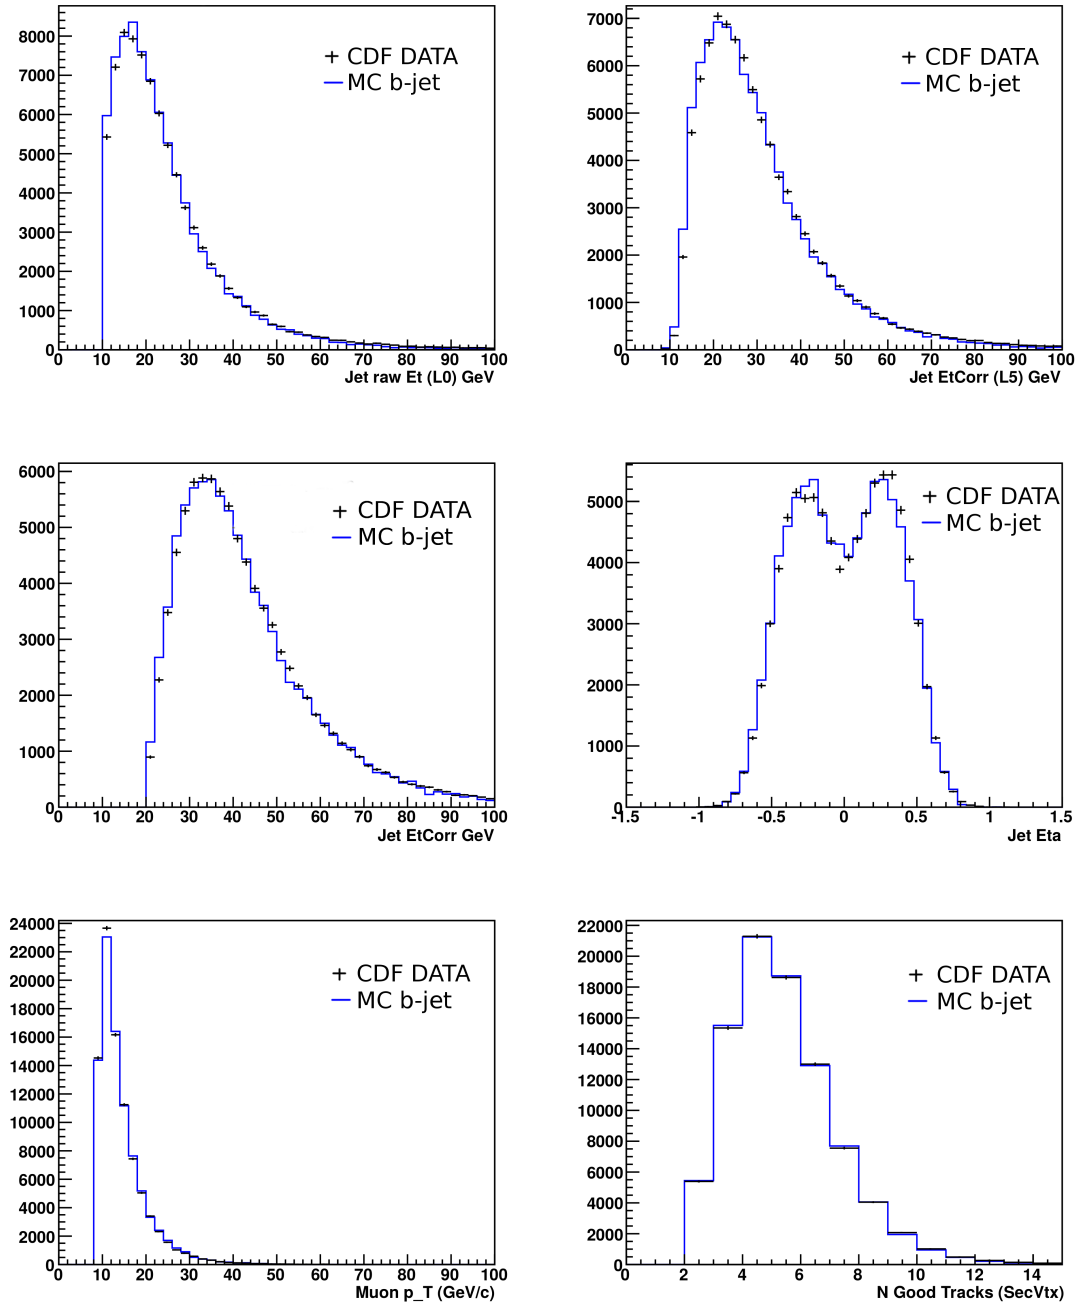 8000
7000
6000
5000
4000
3000
2000
1000
0
CDF DATA
MC b-jet
0 10 20 30 40 50 60 70 80 90 100
Jet raw Et (L0) GeV
7000
6000
5000
4000
3000
2000
1000
0
CDF DATA
MC b-jet
0 10 20 30 40 50 60 70 80 90 100
Jet EtCorr (L5) GeV
6000
5000
4000
3000
2000
1000
0
CDF DATA
MC b-jet
0 10 20 30 40 50 60 70 80 90 100
Jet EtCorr GeV
5000
4000
3000
2000
1000
0
CDF DATA
MC b-jet
-1.5 -1 -0.5 0 0.5 1 1.5
Jet Eta
24000
22000
20000
18000
16000
14000
12000
10000
8000
6000
4000
2000
0
CDF DATA
MC b-jet
0 10 20 30 40 50 60 70 80 90 100
Muon p_T (GeV/c)
22000
20000
18000
16000
14000
12000
10000
8000
6000
4000
2000
0
CDF DATA
MC b-jet
0 2 4 6 8 10 12 14
N Good Tracks (SecVtx)